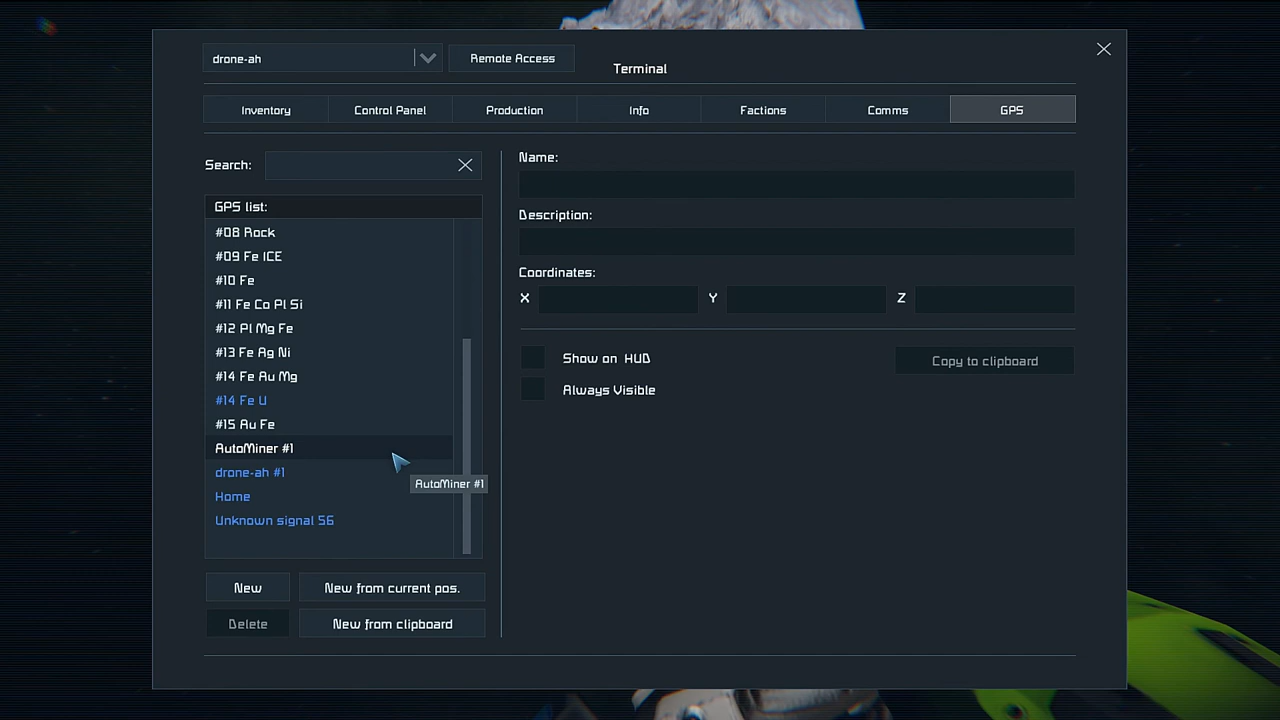 drone-ah
Remote Access
Terminal
Inventory
Control Panel
Production
Info
Factions
Comms
GPS
Search:
GPS list:
#08 Rock
#09 Fe ICE
#10 Fe
#11 Fe Co Pl Si
#12 Pl Mg Fe
#13 Fe Ag Ni
#14 Fe Au Mg
#14 Fe U
#15 Au Fe
AutoMiner #1
drone-ah #1
Home
Unknown signal 56
AutoMiner #1
New
New from current pos.
Delete
New from clipboard
Name:
Description:
Coordinates:
X
Y
Z
Show on HUD
Copy to clipboard
Always Visible